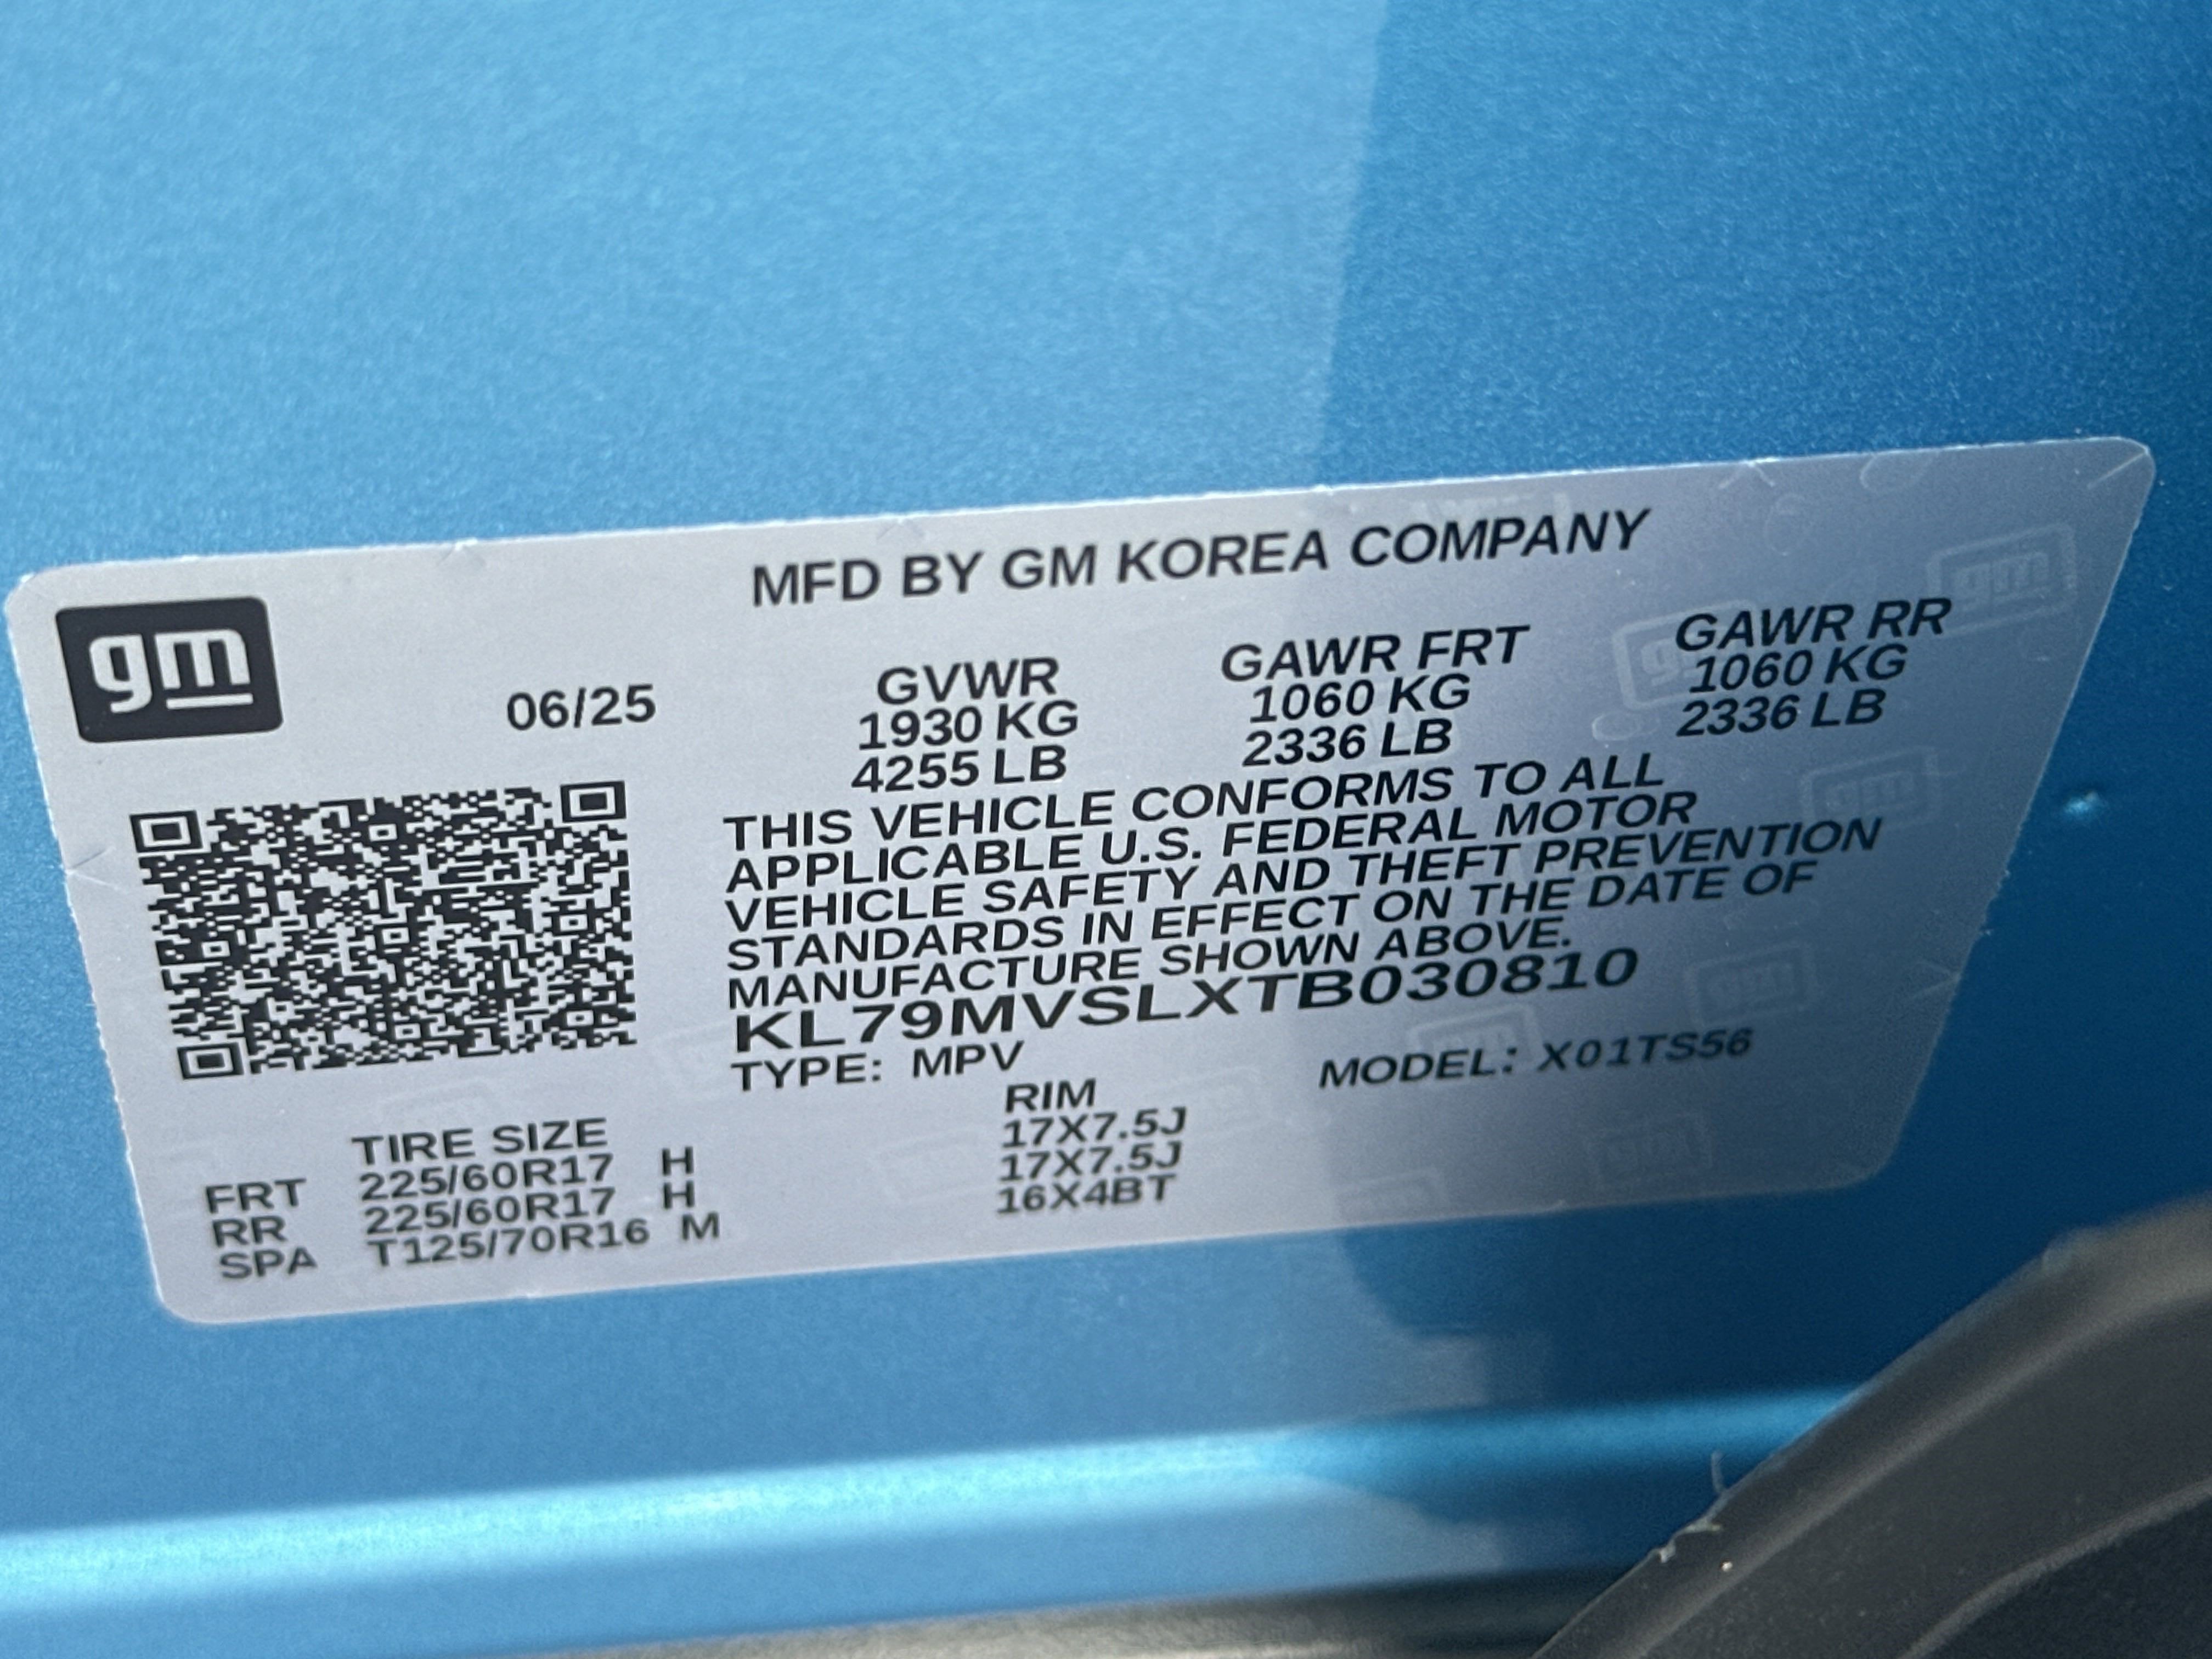 MFD BY GM KOREA COMPANY
gm
06/25
GVWR
1930 KG
4255 LB
GAWR FRT
1060 KG
2336 LB
GAWR RR
1060 KG
2336 LB
THIS VEHICLE CONFORMS TO ALL
APPLICABLE U.S. FEDERAL MOTOR
VEHICLE SAFETY AND THEFT PREVENTION
STANDARDS IN EFFECT ON THE DATE OF
MANUFACTURE SHOWN ABOVE.
KL79MVSLXTB030810
TYPE: MPV MODEL: X01TS56
TIRE SIZE RIM
FRT 225/60R17 H 17X7.5J
RR 225/60R17 H 17X7.5J
SPA T125/70R16 M 16X4BT